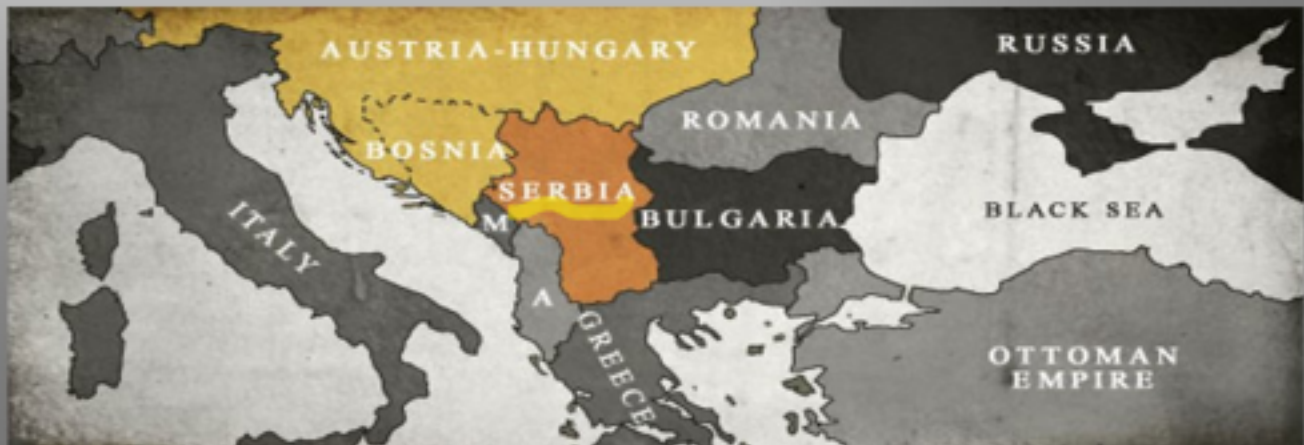 AUSTRIA-HUNGARY
RUSSIA
ROMANIA
BOSNIA
SERBIA
M
BULGARIA
BLACK SEA
ITALY
A
GREECE
OTTOMAN
EMPIRE